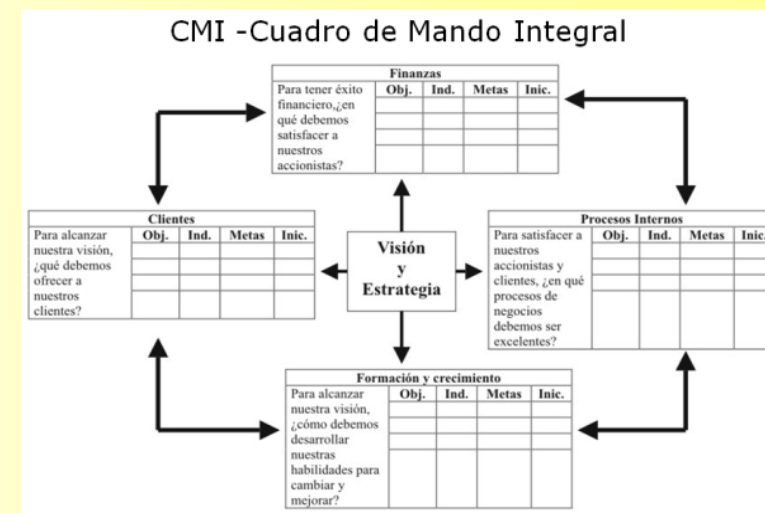 CMI -Cuadro de Mando Integral
Finanzas
Para tener éxito
financiero,¿en
qué debemos
satisfacer a
nuestros
accionistas?
Obj. Ind. Metas Inic.
Clientes
Para alcanzar
nuestra visión,
¿qué debemos
ofrecer a
nuestros
clientes?
Obj. Ind. Metas Inic.
Visión
y
Estrategia
Procesos Internos
Para satisfacer a
nuestros
accionistas y
clientes, ¿en qué
procesos de
negocios
debemos ser
excelentes?
Obj. Ind. Metas Inic.
Formación y crecimiento
Para alcanzar
nuestra visión,
¿cómo debemos
desarrollar
nuestras
habilidades para
cambiar y
mejorar?
Obj. Ind. Metas Inic.